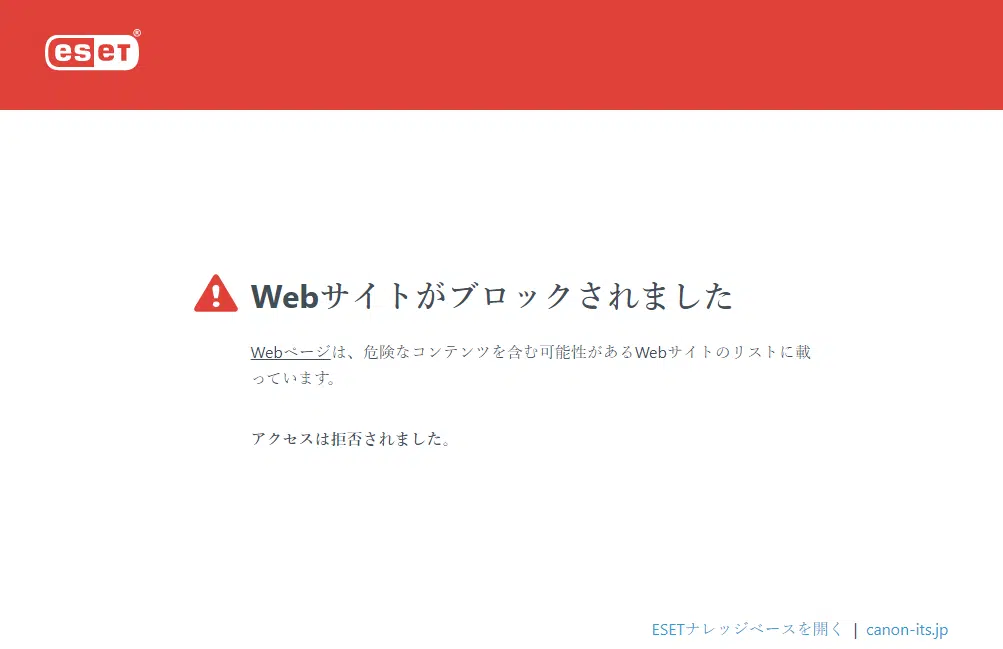 eset®
Webサイトがブロックされました
Webページは、危険なコンテンツを含む可能性があるWebサイトのリストに載
っています。
アクセスは拒否されました。
ESETナレッジベースを開く | canon-its.jp